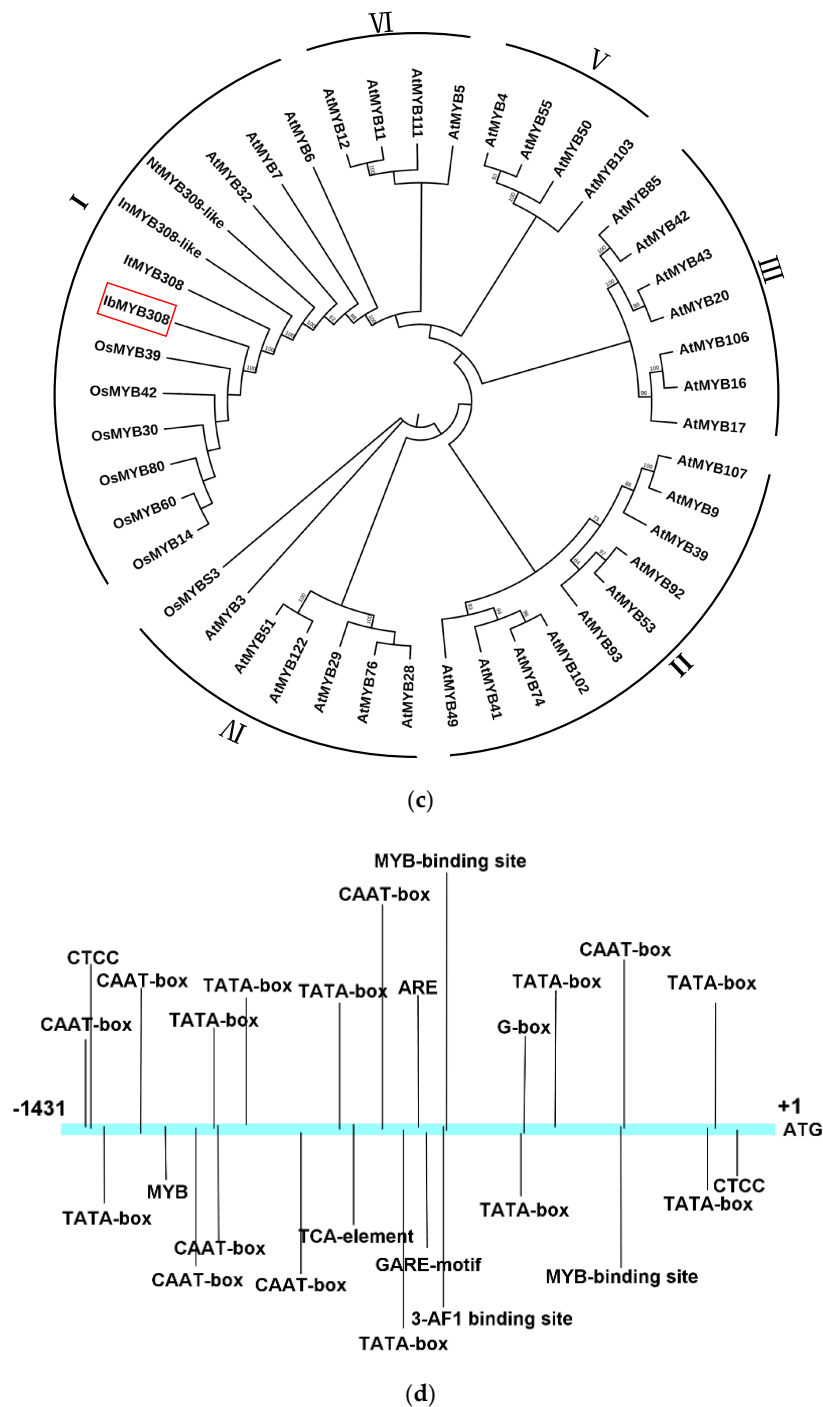 VI
V
III
II
IV
I
AtMYB12
AtMYB11
AtMYB111
AtMYB5
AtMYB4
AtMYB55
AtMYB50
AtMYB103
AtMYB85
AtMYB42
AtMYB43
AtMYB20
AtMYB106
AtMYB16
AtMYB17
AtMYB107
AtMYB9
AtMYB39
AtMYB92
AtMYB53
AtMYB93
AtMYB102
AtMYB74
AtMYB41
AtMYB49
AtMYB28
AtMYB76
AtMYB29
AtMYB122
AtMYB51
AtMYB3
OsMYBS3
OsMYB14
OsMYB60
OsMYB80
OsMYB30
OsMYB42
OsMYB39
IbMYB308
ItMYB308
InMYB308-like
NtMYB308-like
AtMYB32
AtMYB7
AtMYB6
(c)
MYB-binding site
CAAT-box
CTCC
CAAT-box
CAAT-box
TATA-box
TATA-box
TATA-box
ARE
TATA-box
TATA-box
CAAT-box
TATA-box
G-box
-1431
+1
ATG
MYB
CTCC
TATA-box
TATA-box
TATA-box
TCA-element
CAAT-box
GARE-motif
MYB-binding site
CAAT-box
CAAT-box
3-AF1 binding site
TATA-box
(d)